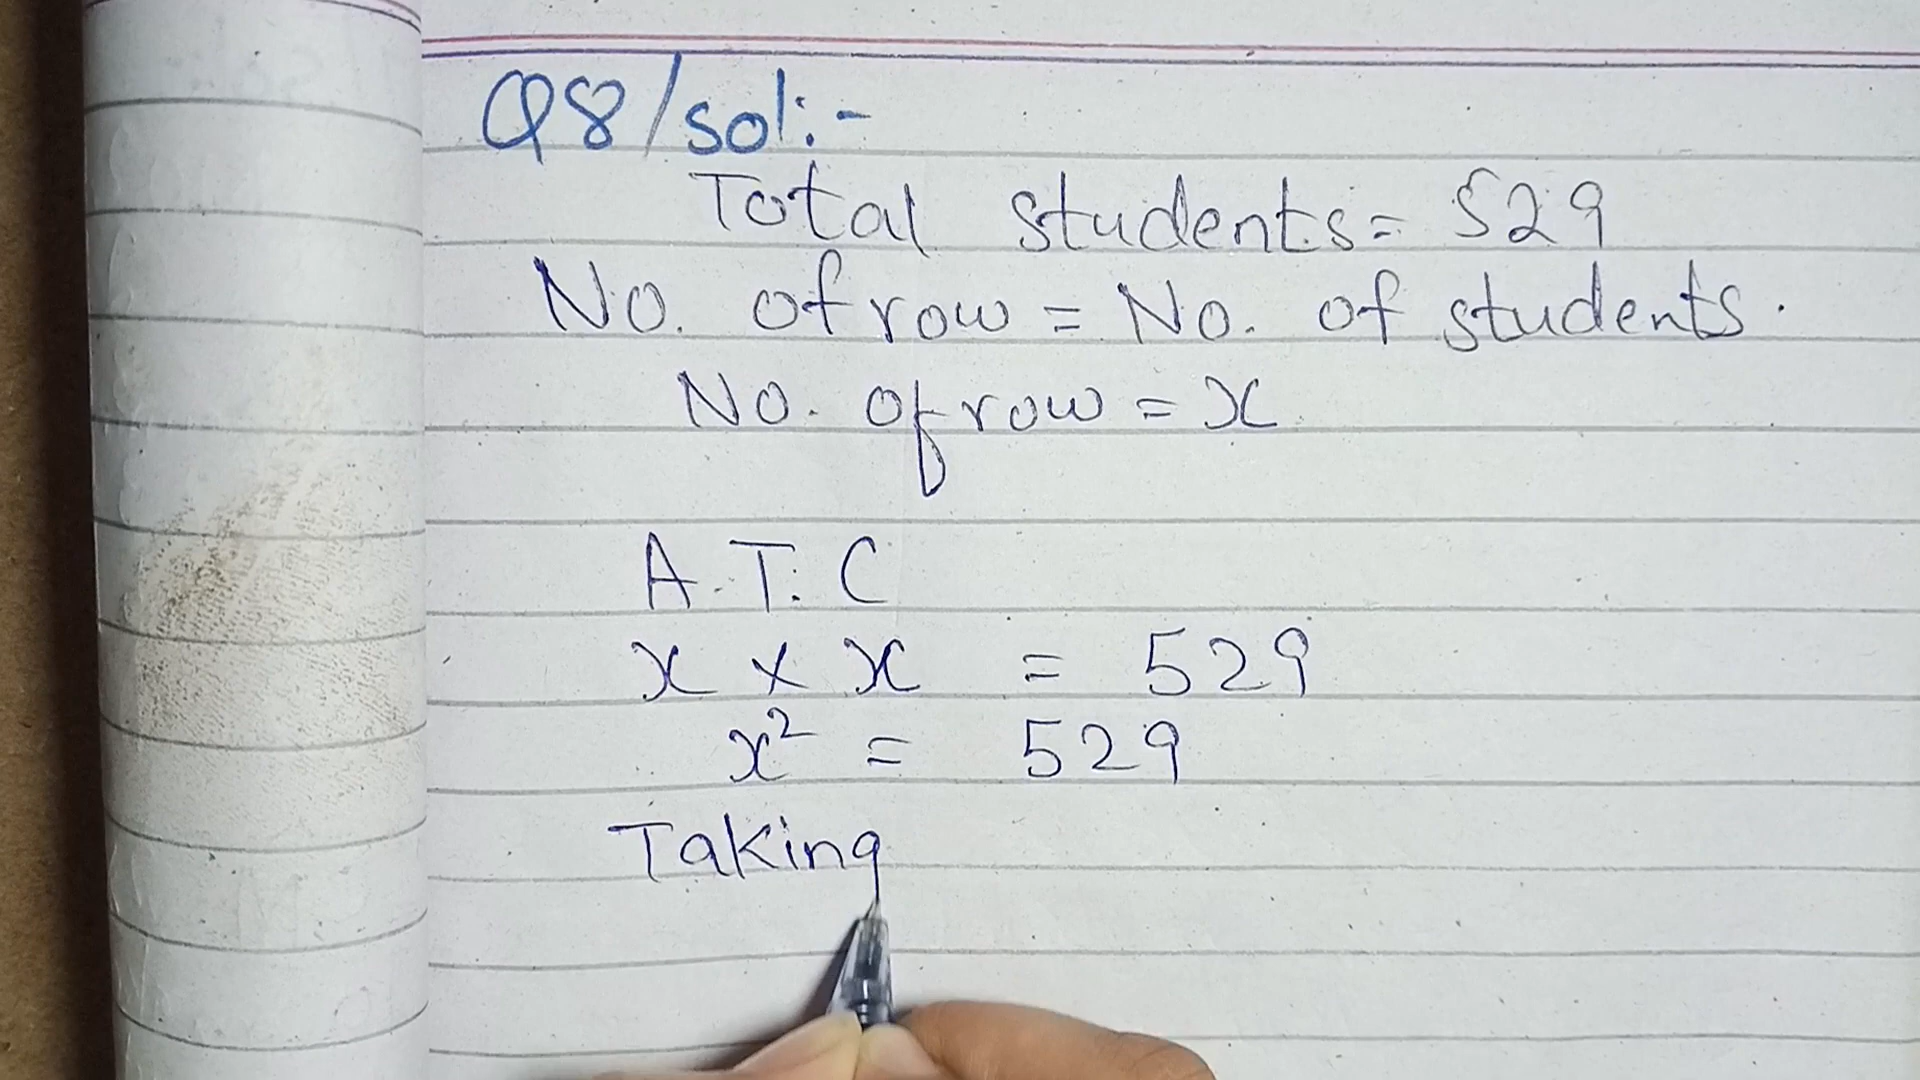 Q8/sol:-
Total students = 529
No. of row = No. of students.
No. of row = x
A.T.C
x × x = 529
x² = 529
Taking